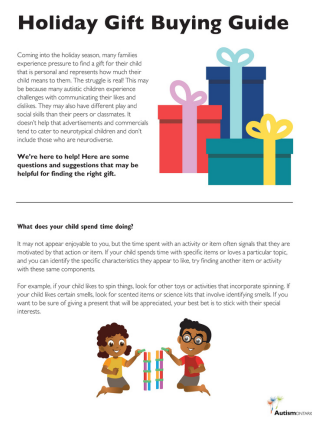 Holiday Gift Buying Guide
Coming into the holiday season, many families
experience pressure to find a gift for their child
that is personal and represents how much their
child means to them. The struggle is real! This may
be because many autistic children experience
challenges with communicating their likes and
dislikes. They may also have different play and
social skills than their peers or classmates. It
doesn't help that advertisements and commercials
tend to cater to neurotypical children and don't
include those who are neurodiverse.
We're here to help! Here are some
questions and suggestions that may be
helpful for finding the right gift.
What does your child spend time doing?
It may not appear enjoyable to you, but the time spent with an activity or item often signals that they are
motivated by that action or item. If your child spends time with specific items or loves a particular topic,
and you can identify the specific characteristics they appear to like, try finding another item or activity
with these same components.
For example, if your child likes to spin things, look for other toys or activities that incorporate spinning. If
your child likes certain smells, look for scented items or science kits that involve identifying smells. If you
want to be sure of giving a present that will be appreciated, your best bet is to stick with their special
interests.
AutismONTARIO